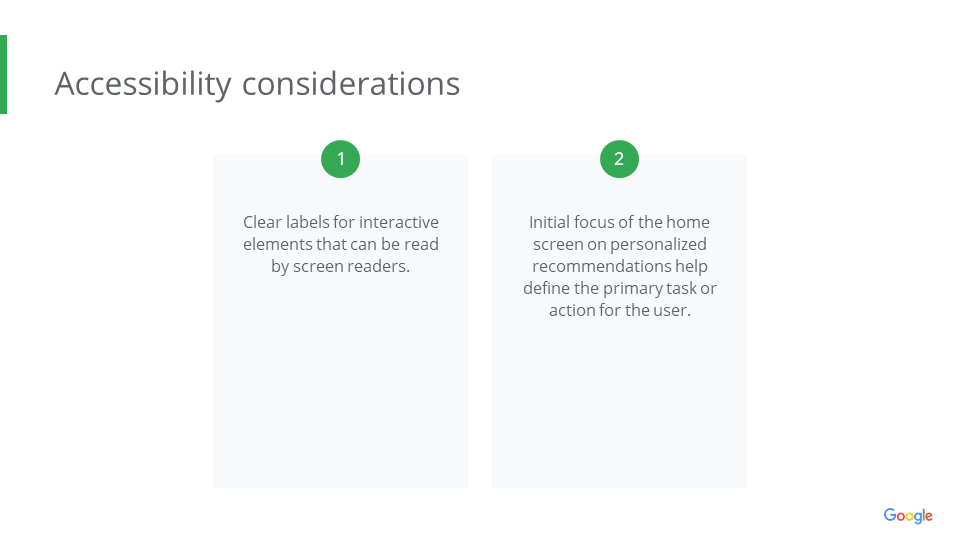 Accessibility considerations
1
Clear labels for interactive
elements that can be read
by screen readers.
2
Initial focus of the home
screen on personalized
recommendations help
define the primary task or
action for the user.
Google